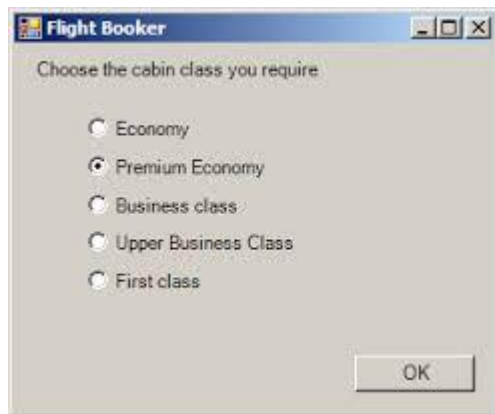 Flight Booker
Choose the cabin class you require
Economy
Premium Economy
Business class
Upper Business Class
First class
OK